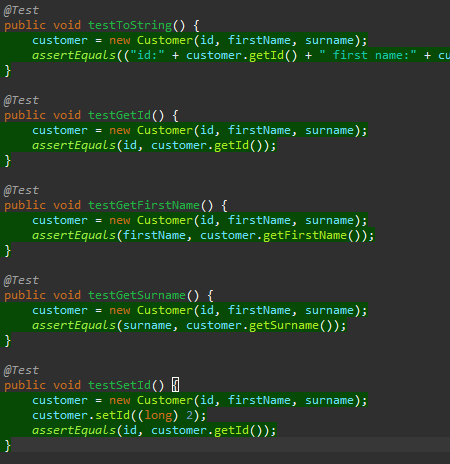 @Test
public void testToString() {
customer = new Customer(id, firstName, surname);
assertEquals(("id:" + customer.getId() + " first name:" + cu
}
@Test
public void testGetId() {
customer = new Customer(id, firstName, surname);
assertEquals(id, customer.getId());
}
@Test
public void testGetFirstName() {
customer = new Customer(id, firstName, surname);
assertEquals(firstName, customer.getFirstName());
}
@Test
public void testGetSurname() {
customer = new Customer(id, firstName, surname);
assertEquals(surname, customer.getSurname());
}
@Test
public void testSetId() {
customer = new Customer(id, firstName, surname);
customer.setId((long) 2);
assertEquals(id, customer.getId());
}